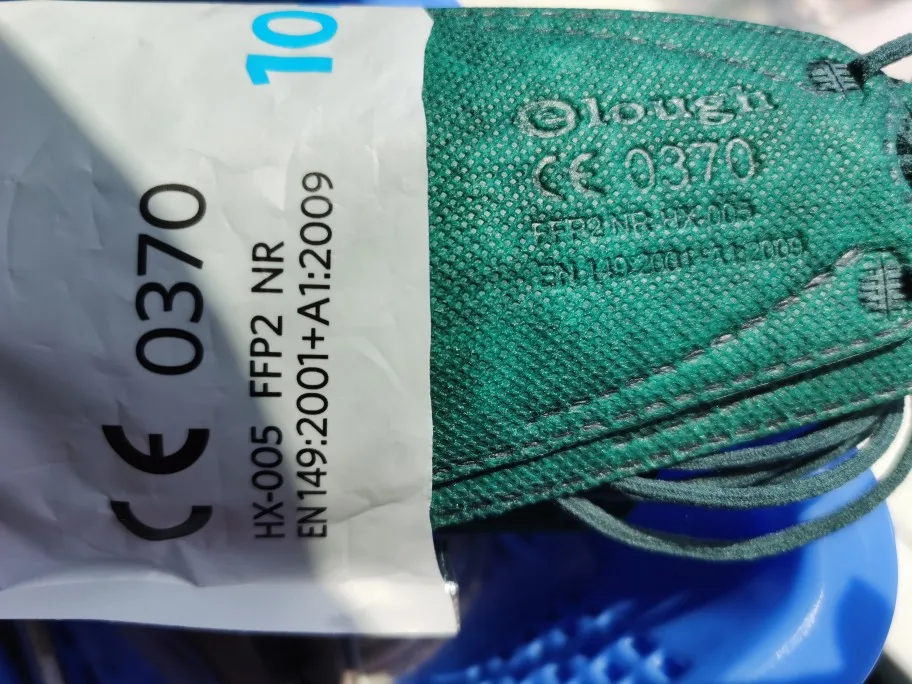 10
CE 0370
HX-005 FFP2 NR
EN149:2001+A1:2009
Elough
CE 0370
FFP2 NR HX-005
EN 149:2001+A1:2009